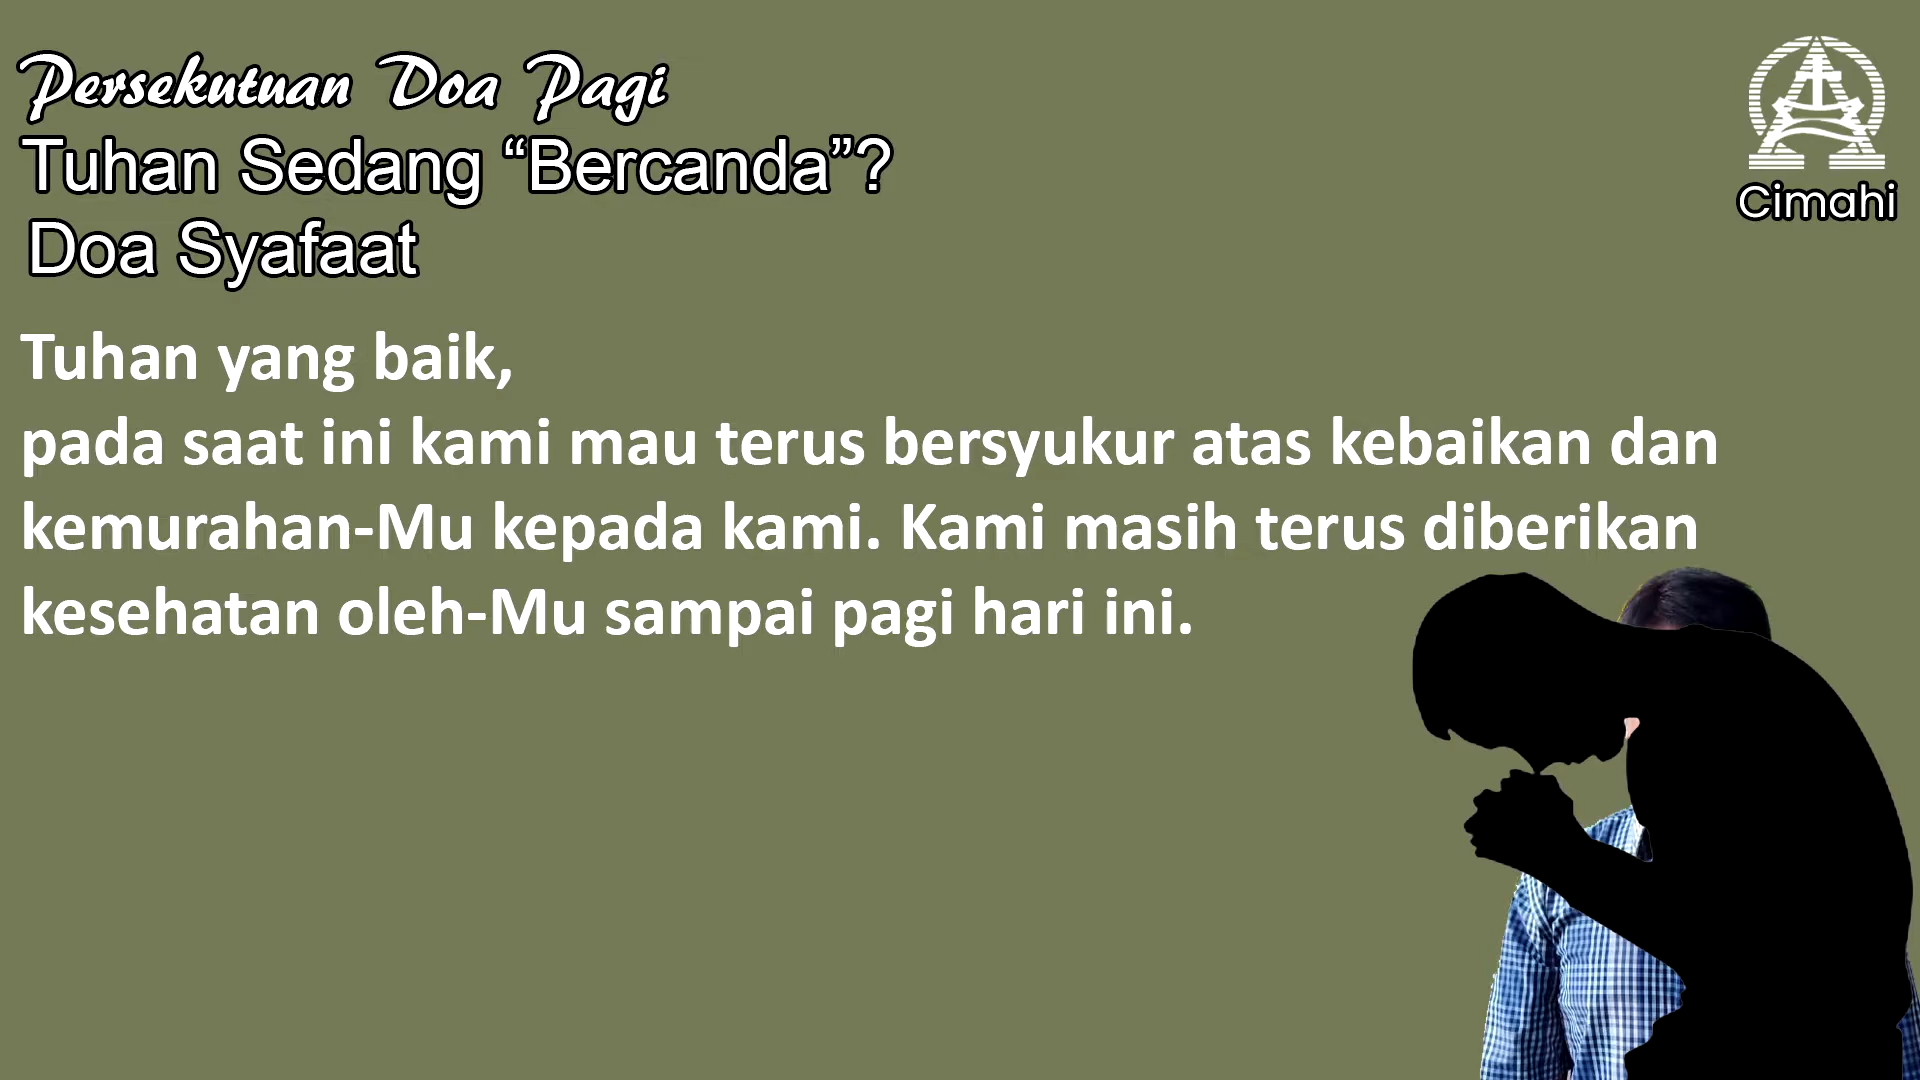 Persekutuan Doa Pagi
Tuhan Sedang “Bercanda”?
Doa Syafaat
Cimahi
Tuhan yang baik,
pada saat ini kami mau terus bersyukur atas kebaikan dan
kemurahan-Mu kepada kami. Kami masih terus diberikan
kesehatan oleh-Mu sampai pagi hari ini.